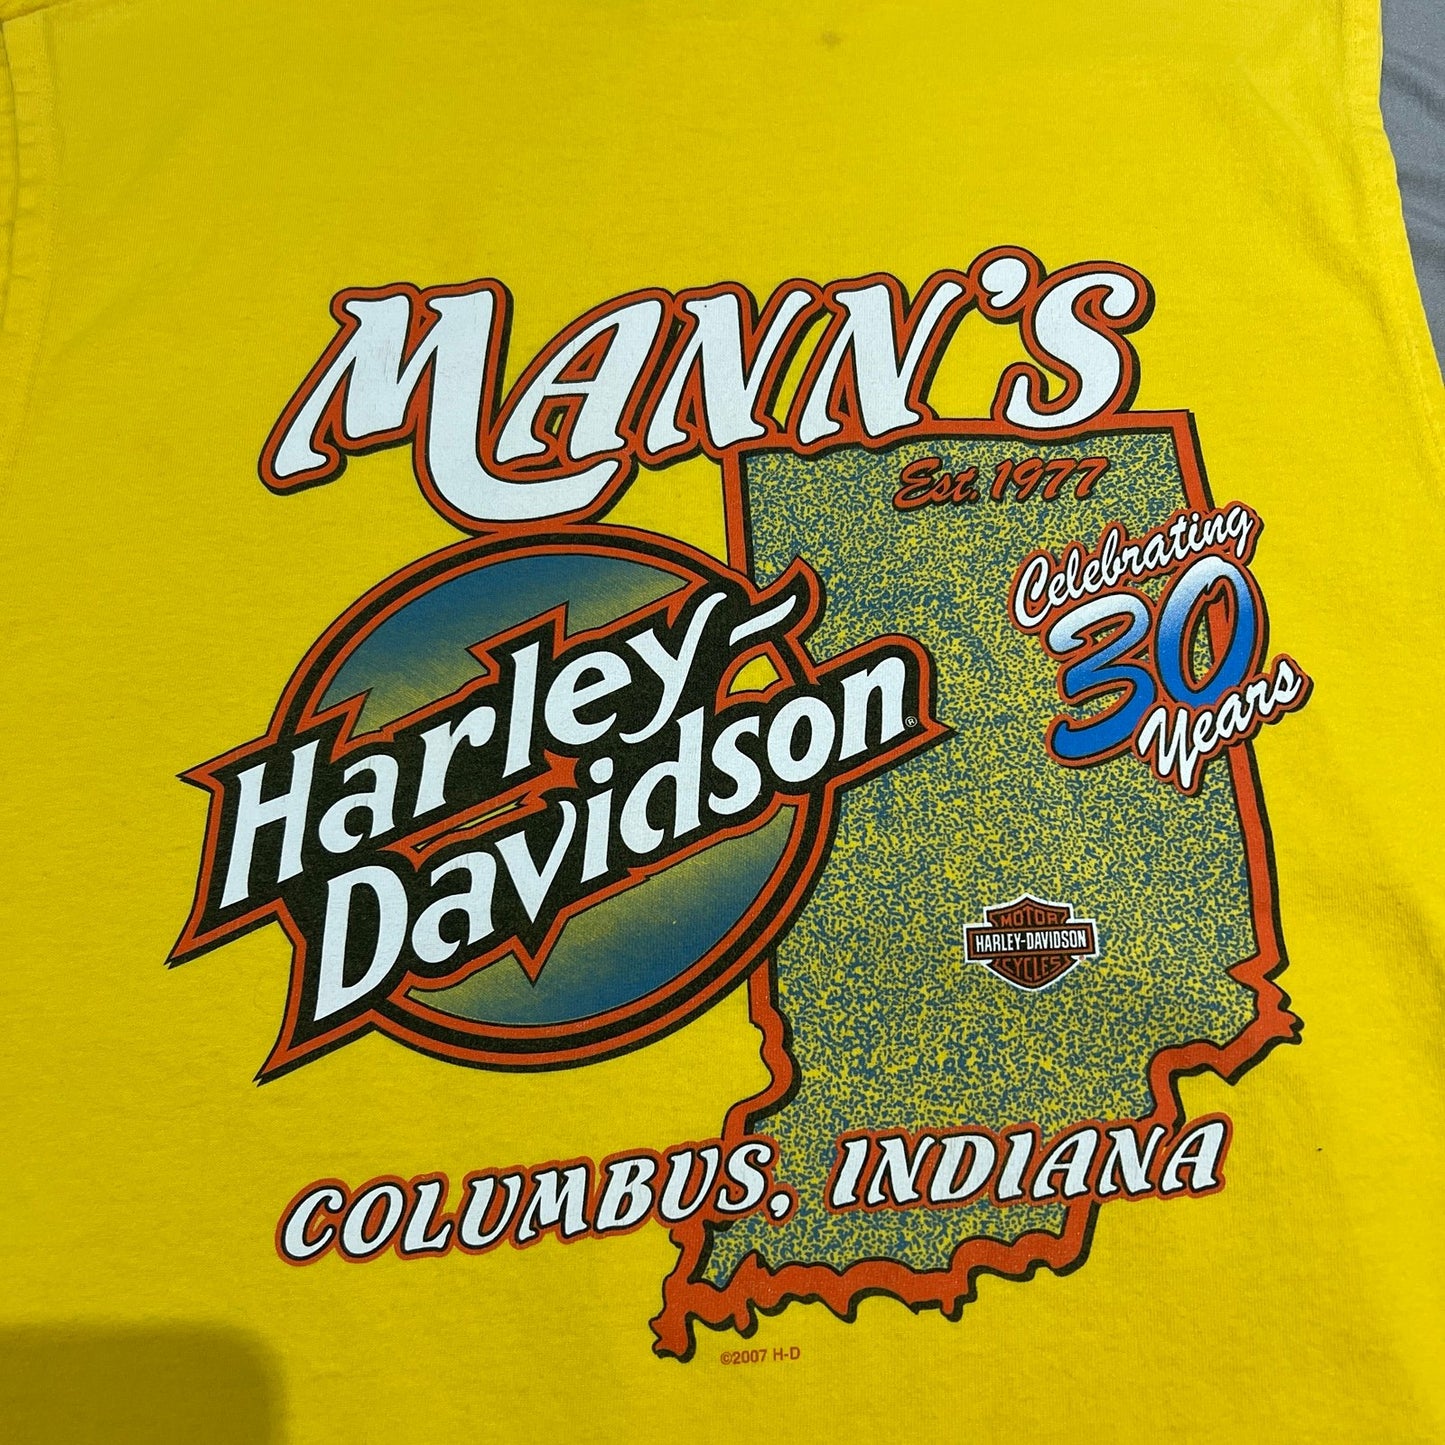 MANN'S
Est. 1977
Celebrating
30
Years
Harley-
Davidson®
MOTOR
HARLEY-DAVIDSON
CYCLES
COLUMBUS, INDIANA
©2007 H-D